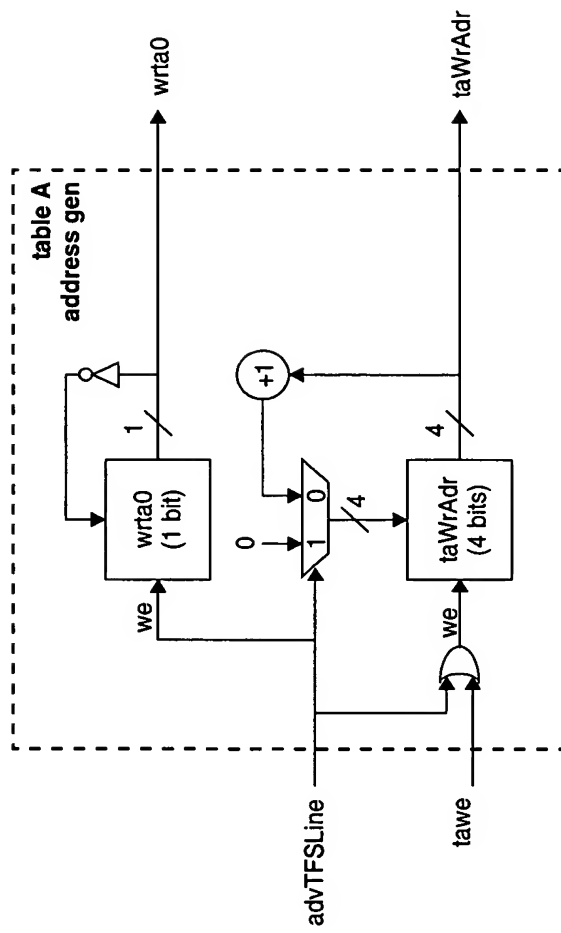 table A
address gen
wrta0
1
wrta0
(1 bit)
we
+1
0
1 0
4
advTFSLine
taWrAdr
4
taWrAdr
(4 bits)
we
tawe